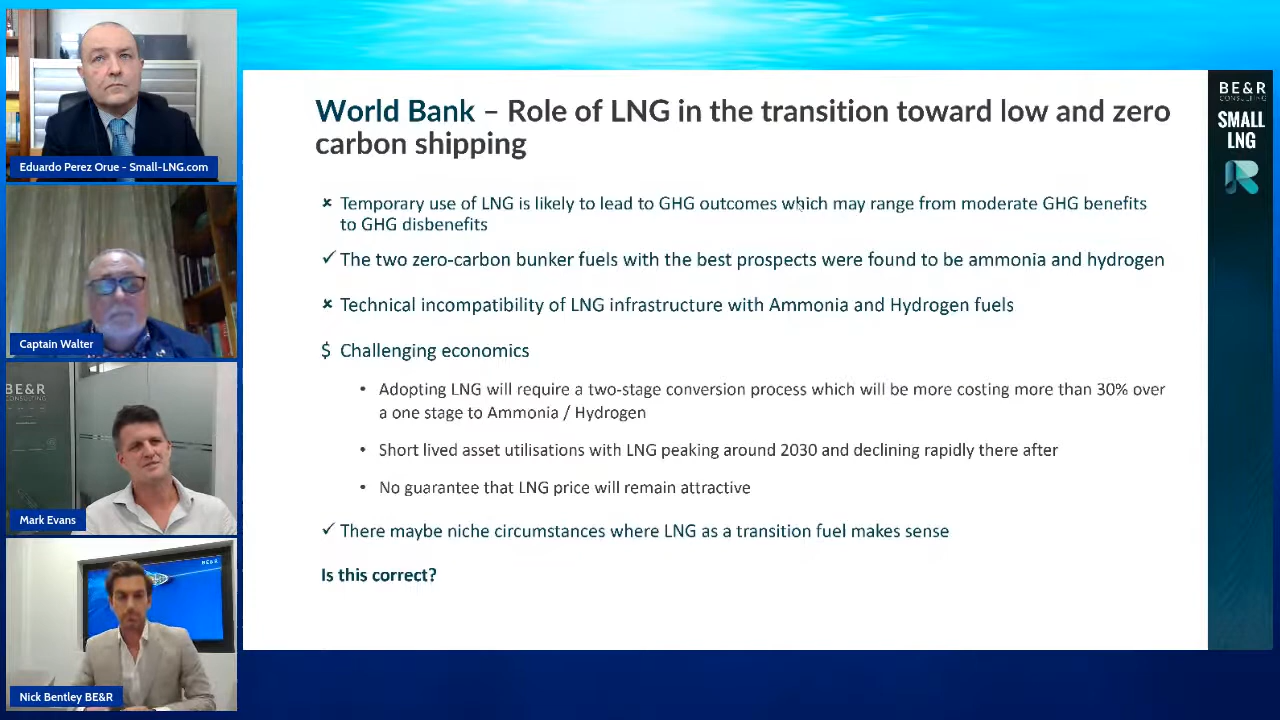 Eduardo Perez Orue - Small-LNG.com
Captain Walter
BE&R
CONSULTING
Mark Evans
BE&R
Nick Bentley BE&R
World Bank – Role of LNG in the transition toward low and zero
carbon shipping
× Temporary use of LNG is likely to lead to GHG outcomes which may range from moderate GHG benefits
to GHG disbenefits
✓ The two zero-carbon bunker fuels with the best prospects were found to be ammonia and hydrogen
× Technical incompatibility of LNG infrastructure with Ammonia and Hydrogen fuels
$ Challenging economics
• Adopting LNG will require a two-stage conversion process which will be more costing more than 30% over
a one stage to Ammonia / Hydrogen
• Short lived asset utilisations with LNG peaking around 2030 and declining rapidly there after
• No guarantee that LNG price will remain attractive
✓ There maybe niche circumstances where LNG as a transition fuel makes sense
Is this correct?
BE&R
CONSULTING
SMALL
LNG